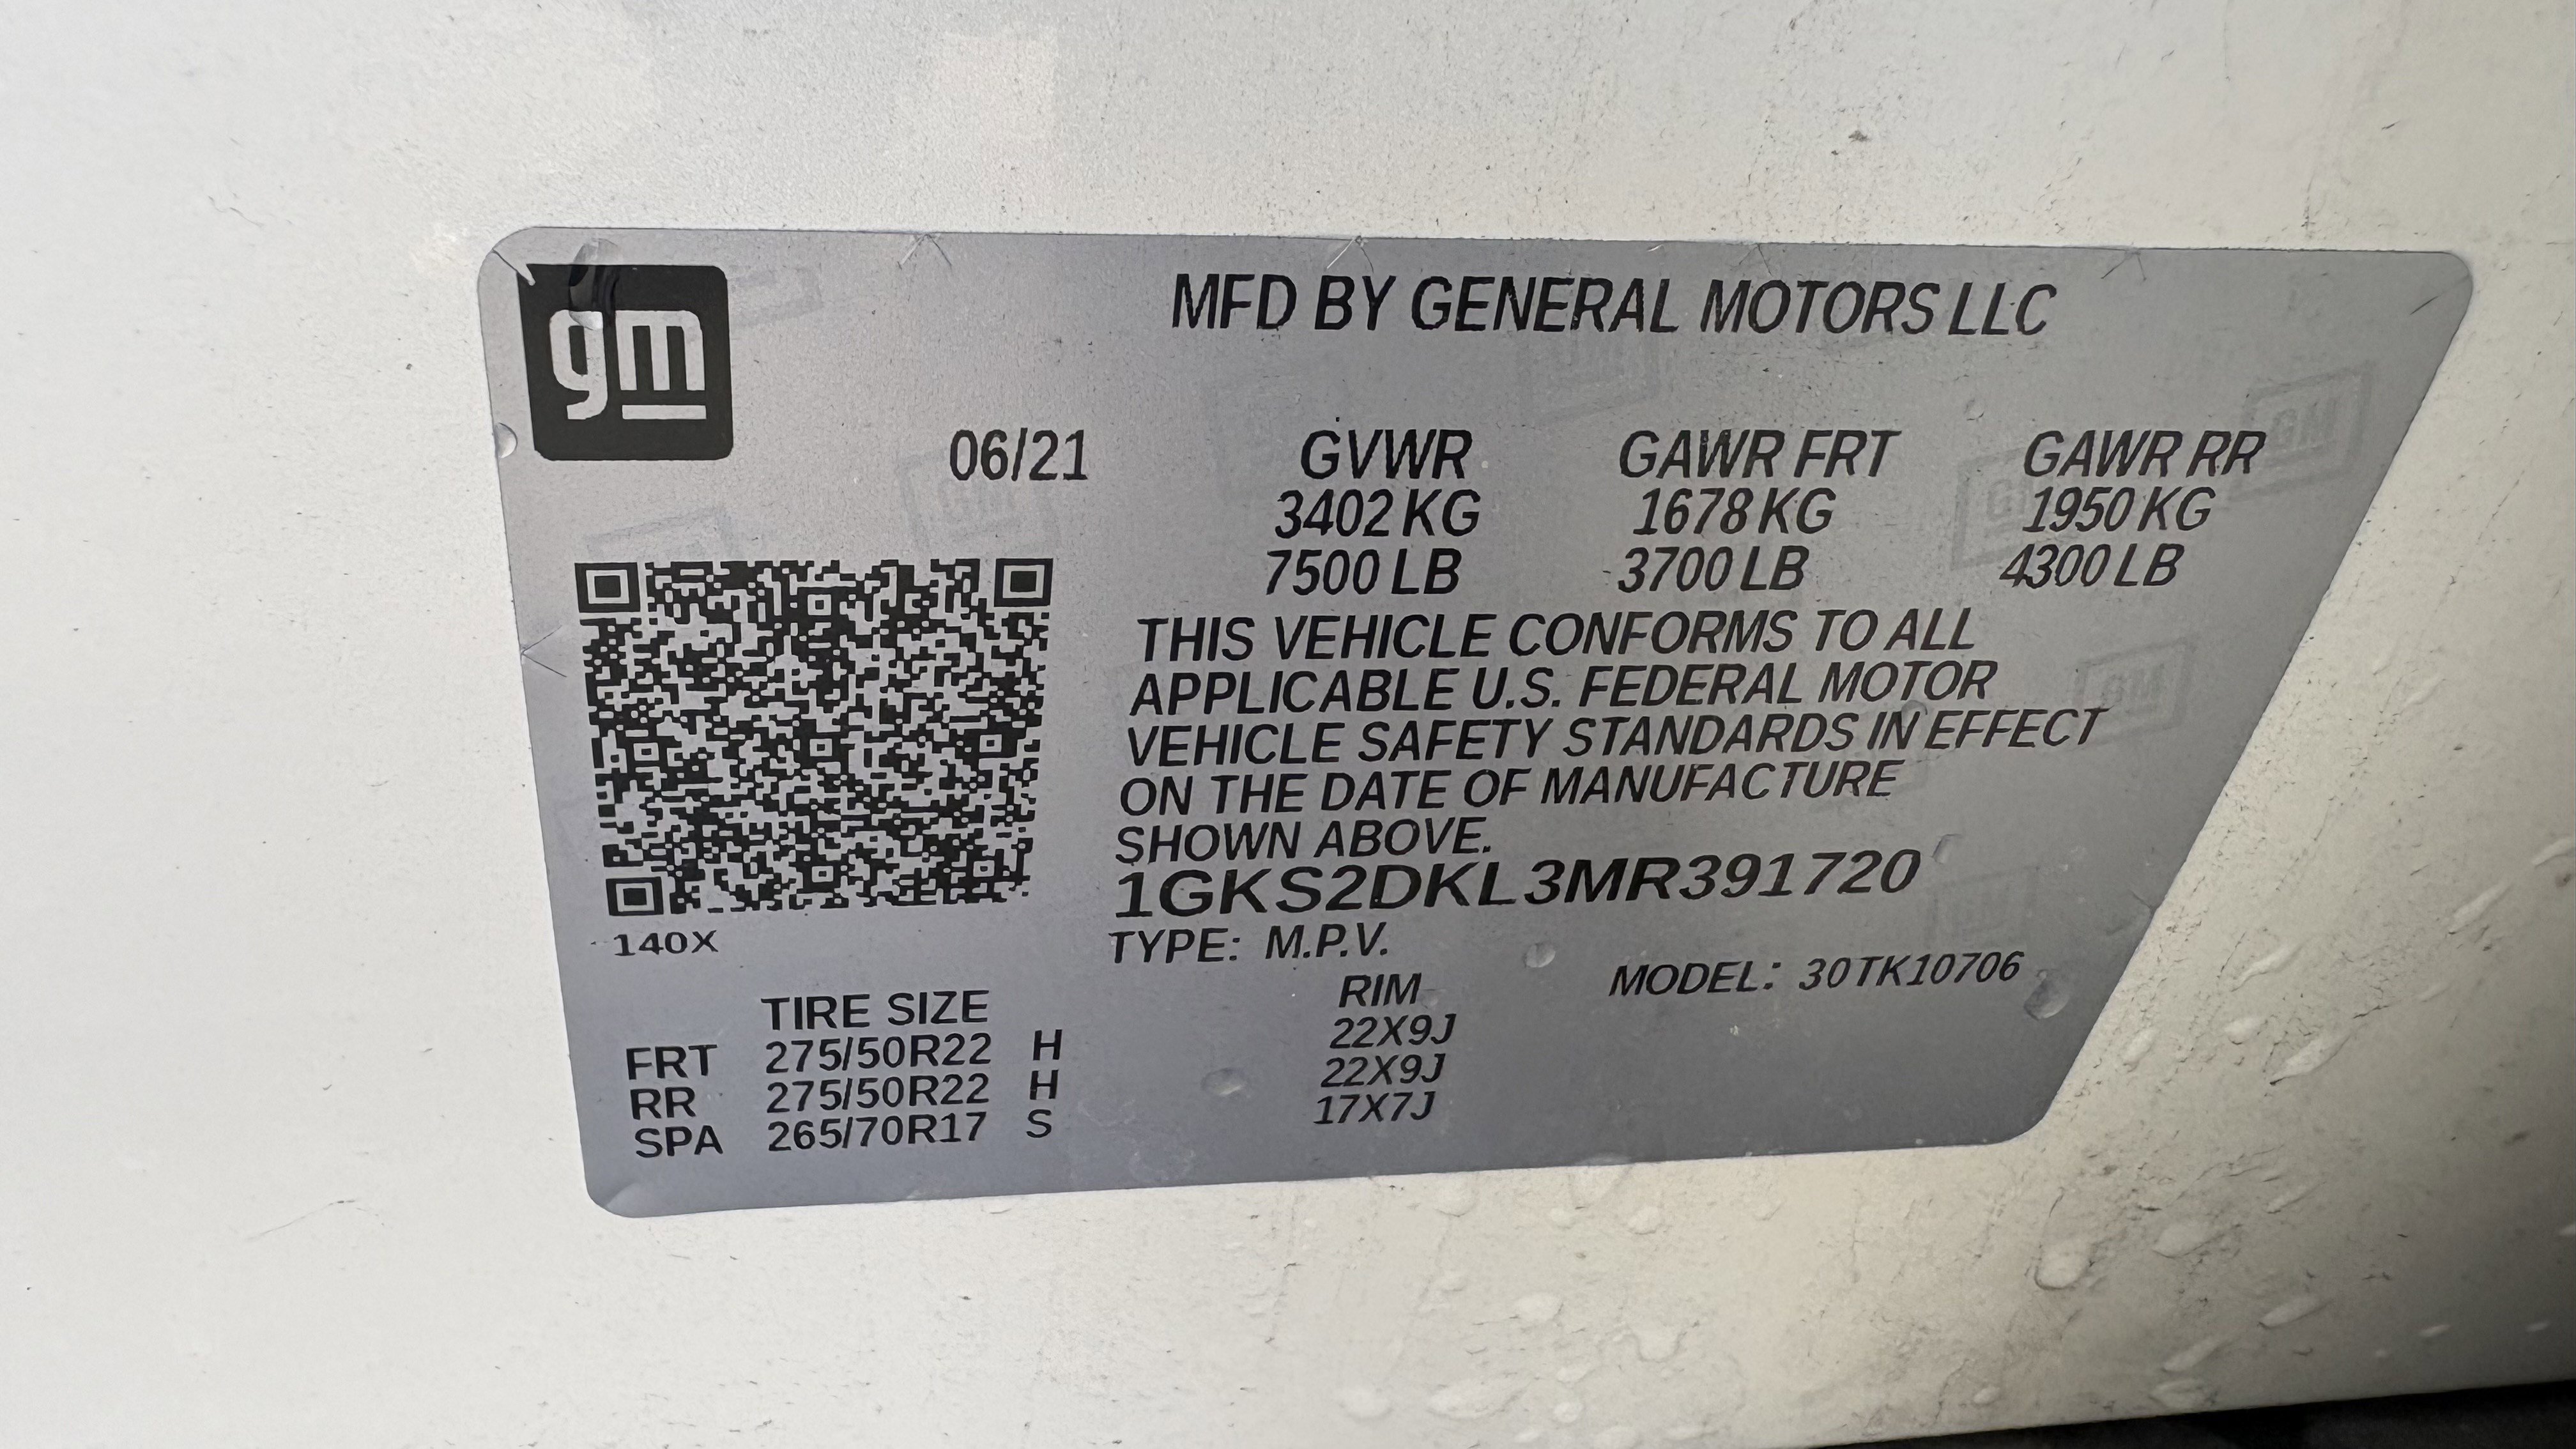 gm
MFD BY GENERAL MOTORS LLC
06/21 GVWR GAWR FRT GAWR RR
3402 KG 1678 KG 1950 KG
7500 LB 3700 LB 4300 LB
THIS VEHICLE CONFORMS TO ALL
APPLICABLE U.S. FEDERAL MOTOR
VEHICLE SAFETY STANDARDS IN EFFECT
ON THE DATE OF MANUFACTURE
SHOWN ABOVE.
1GKS2DKL3MR391720
140X
TYPE: M.P.V.
MODEL: 30TK10706
TIRE SIZE RIM
FRT 275/50R22 H 22X9J
RR 275/50R22 H 22X9J
SPA 265/70R17 S 17X7J